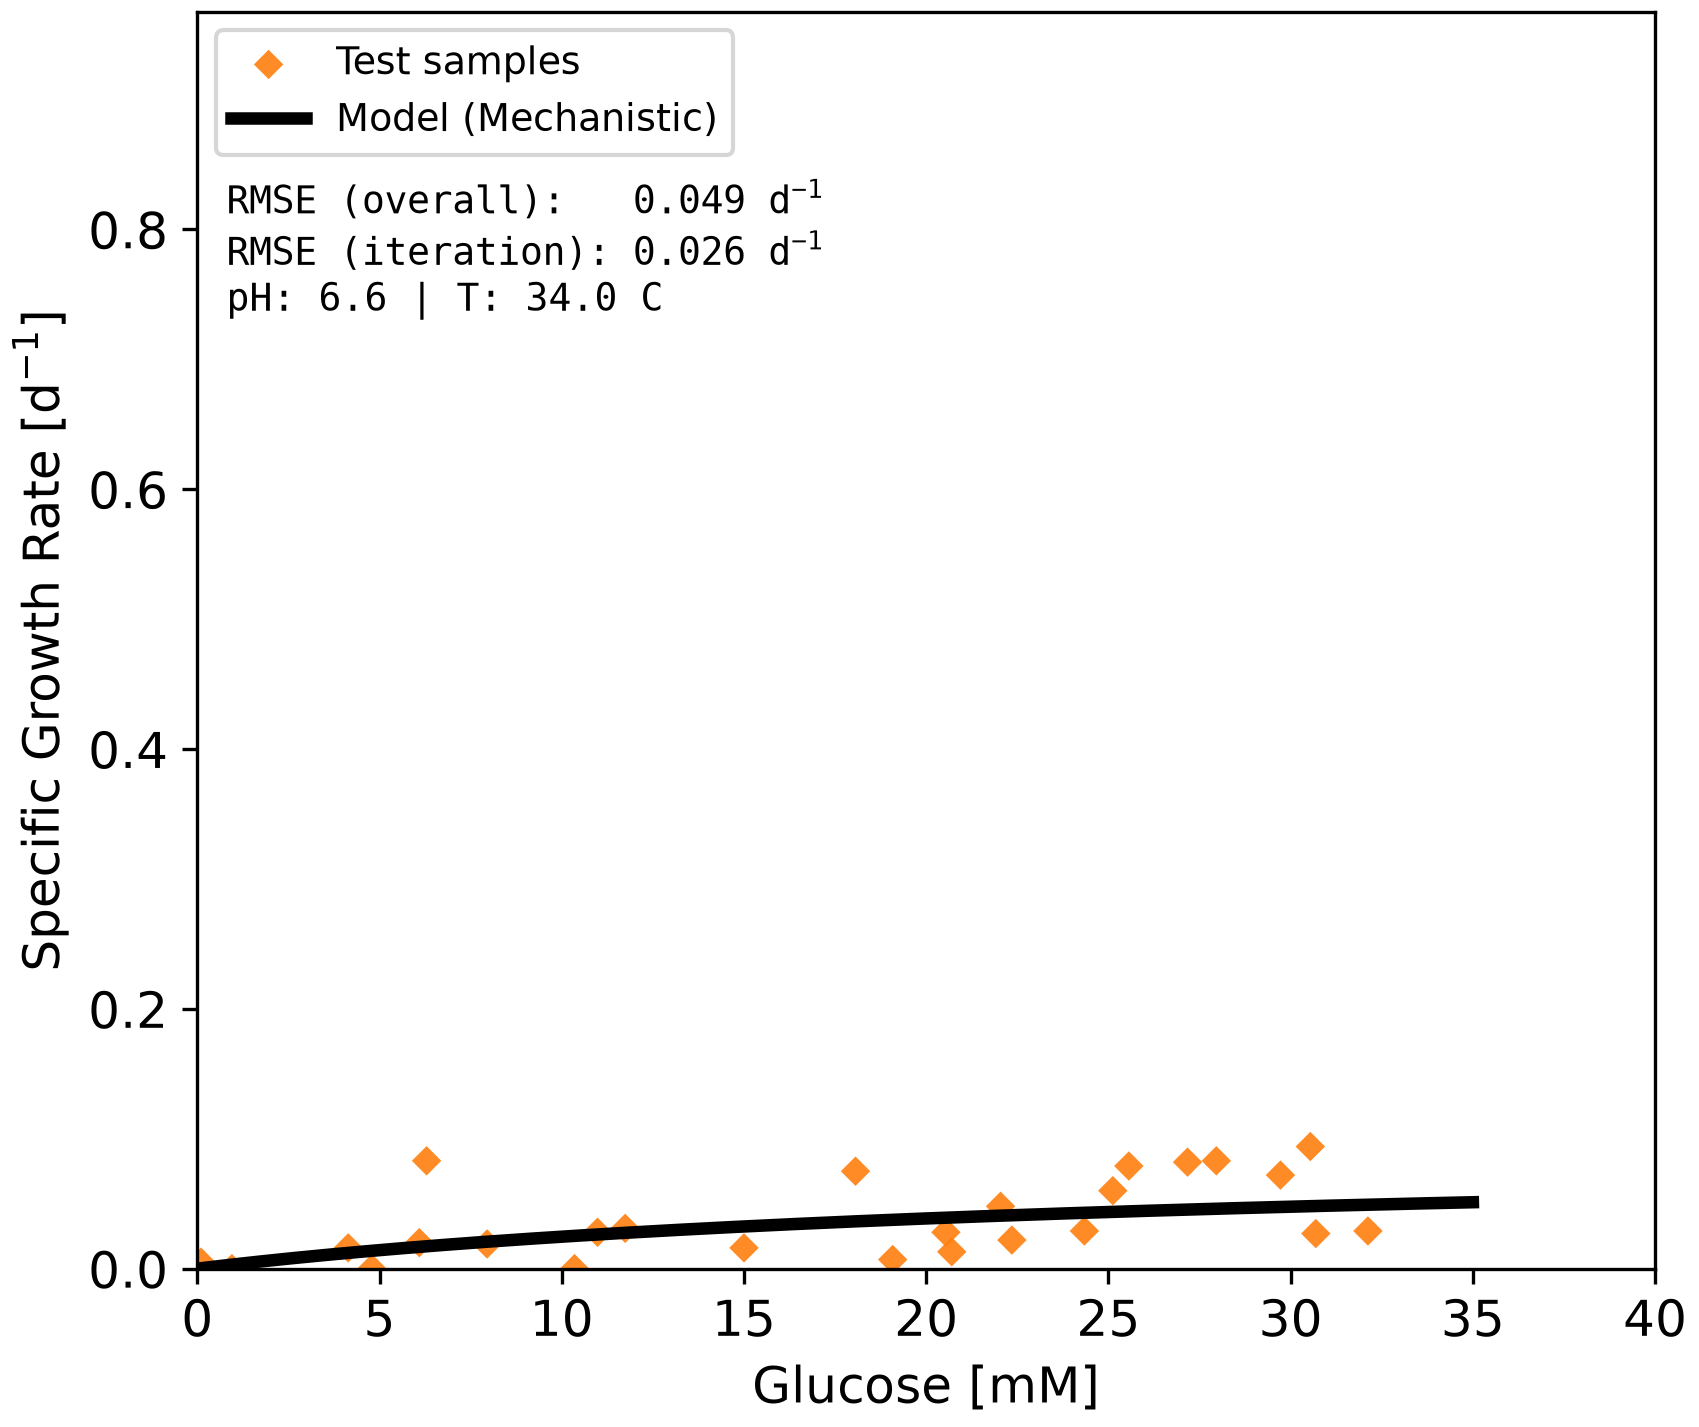 Test samples
Model (Mechanistic)
RMSE (overall): 0.049 d⁻¹
RMSE (iteration): 0.026 d⁻¹
pH: 6.6 | T: 34.0 C
Specific Growth Rate [d⁻¹]
0.8
0.6
0.4
0.2
0.0
0 5 10 15 20 25 30 35 40
Glucose [mM]